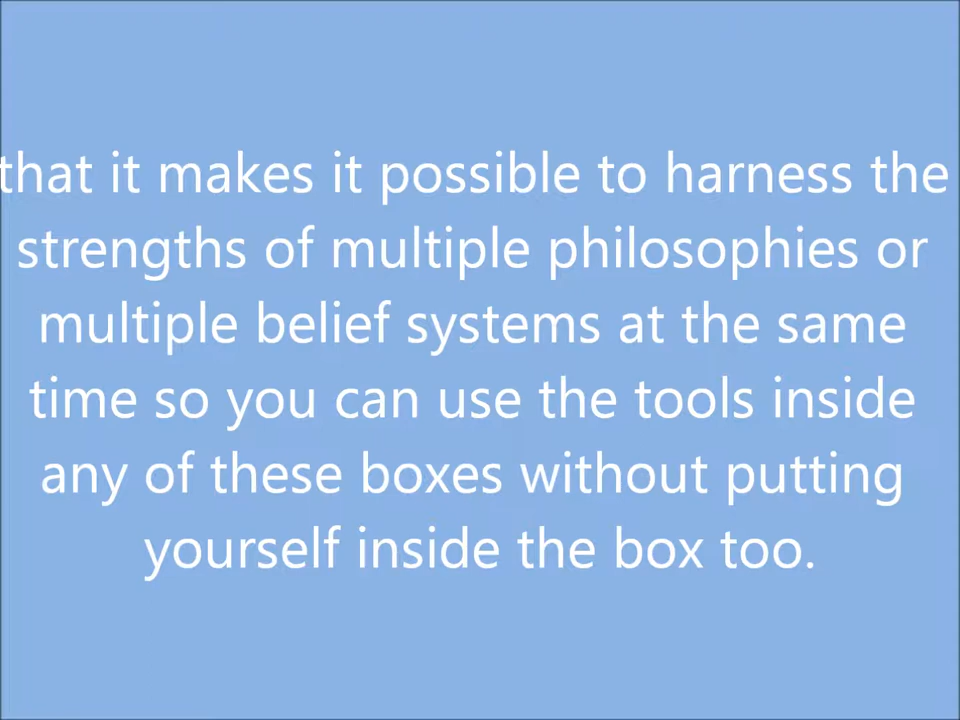 that it makes it possible to harness the
strengths of multiple philosophies or
multiple belief systems at the same
time so you can use the tools inside
any of these boxes without putting
yourself inside the box too.